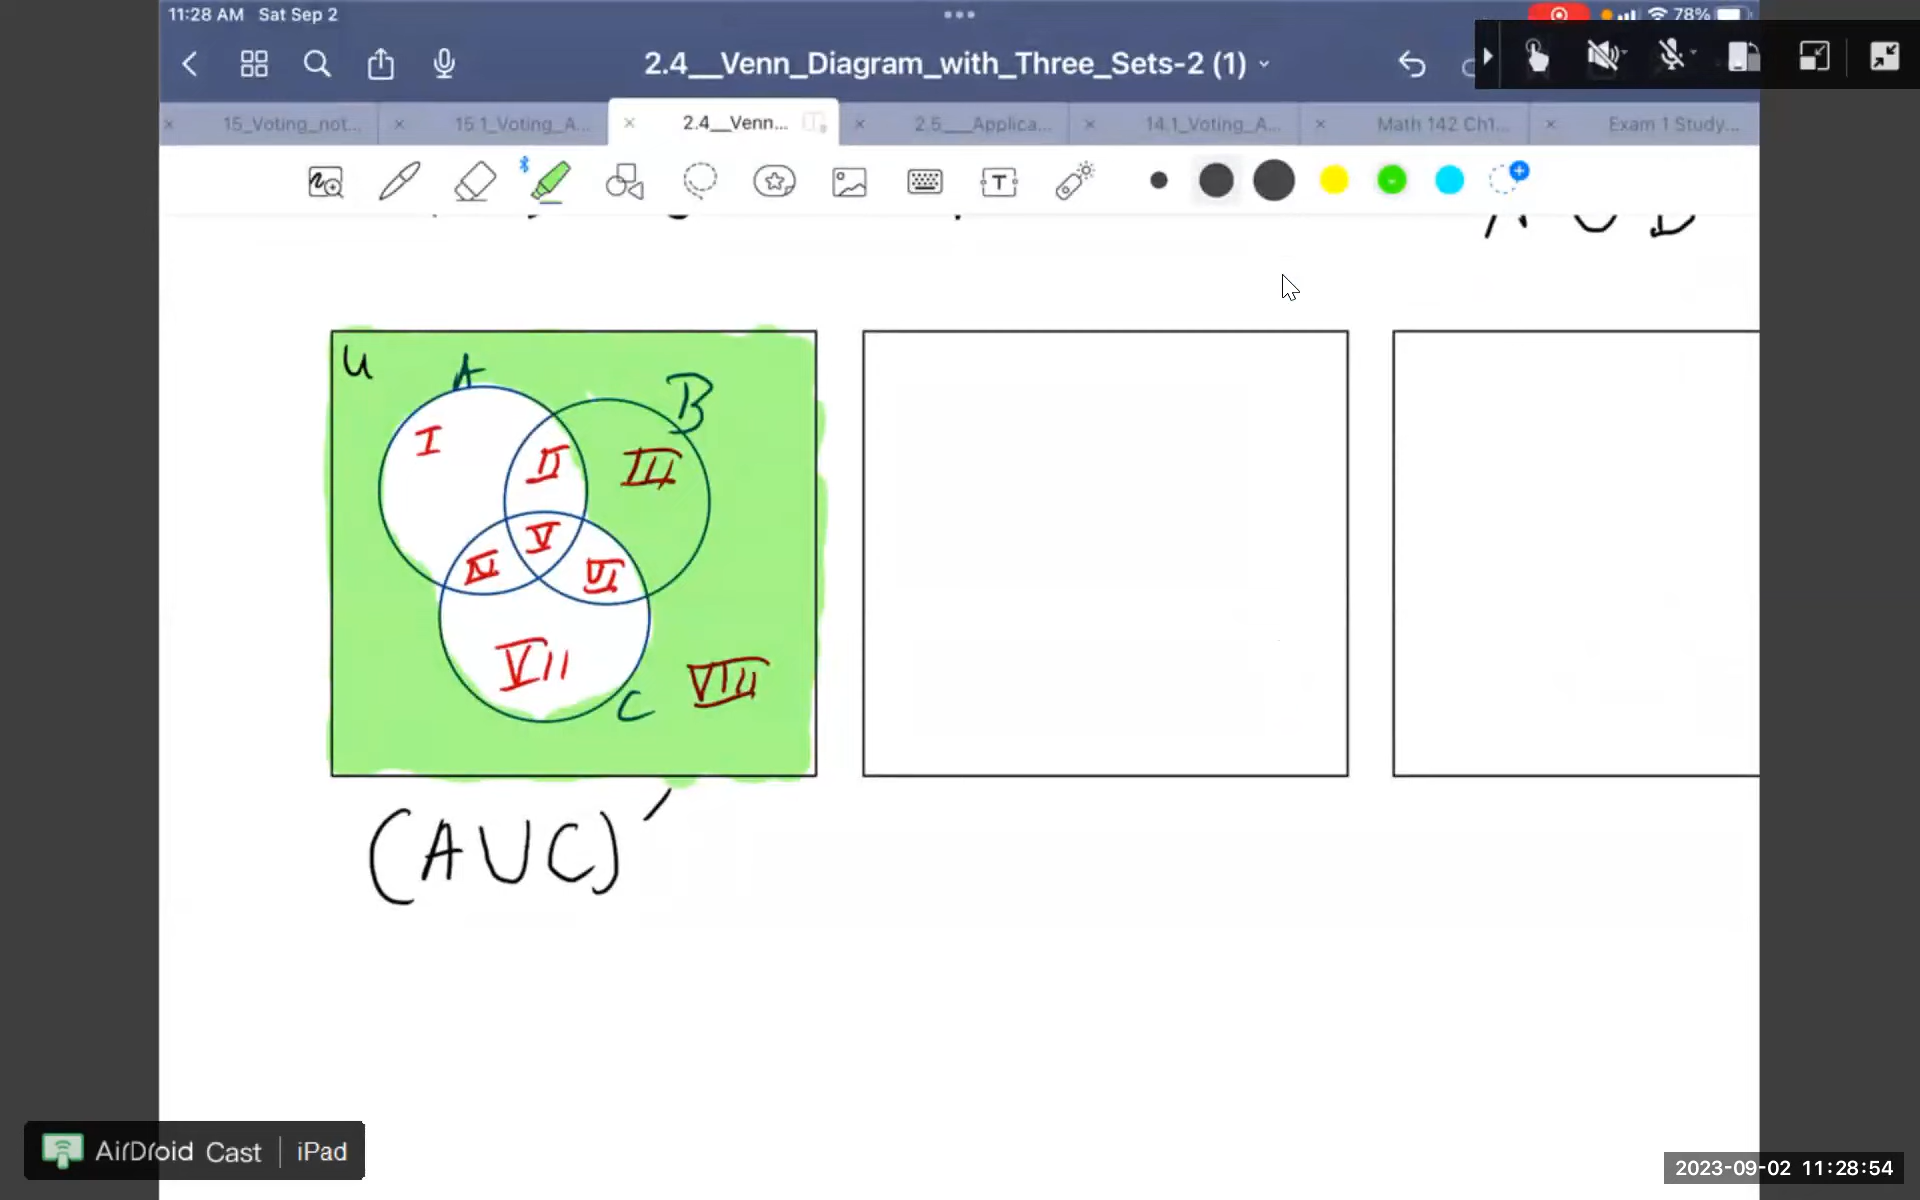 11:28 AM Sat Sep 2
78%
2.4__Venn_Diagram_with_Three_Sets-2 (1)
15_Voting_not...
15.1_Voting_A...
2.4__Venn...
2.5___Applica...
14.1_Voting_A...
Math 142 Ch1...
Exam 1 Study...
T
U
A
B
I
II
III
V
IV
VI
VII
VIII
C
(AUC)′
AirDroid Cast | iPad
2023-09-02 11:28:54